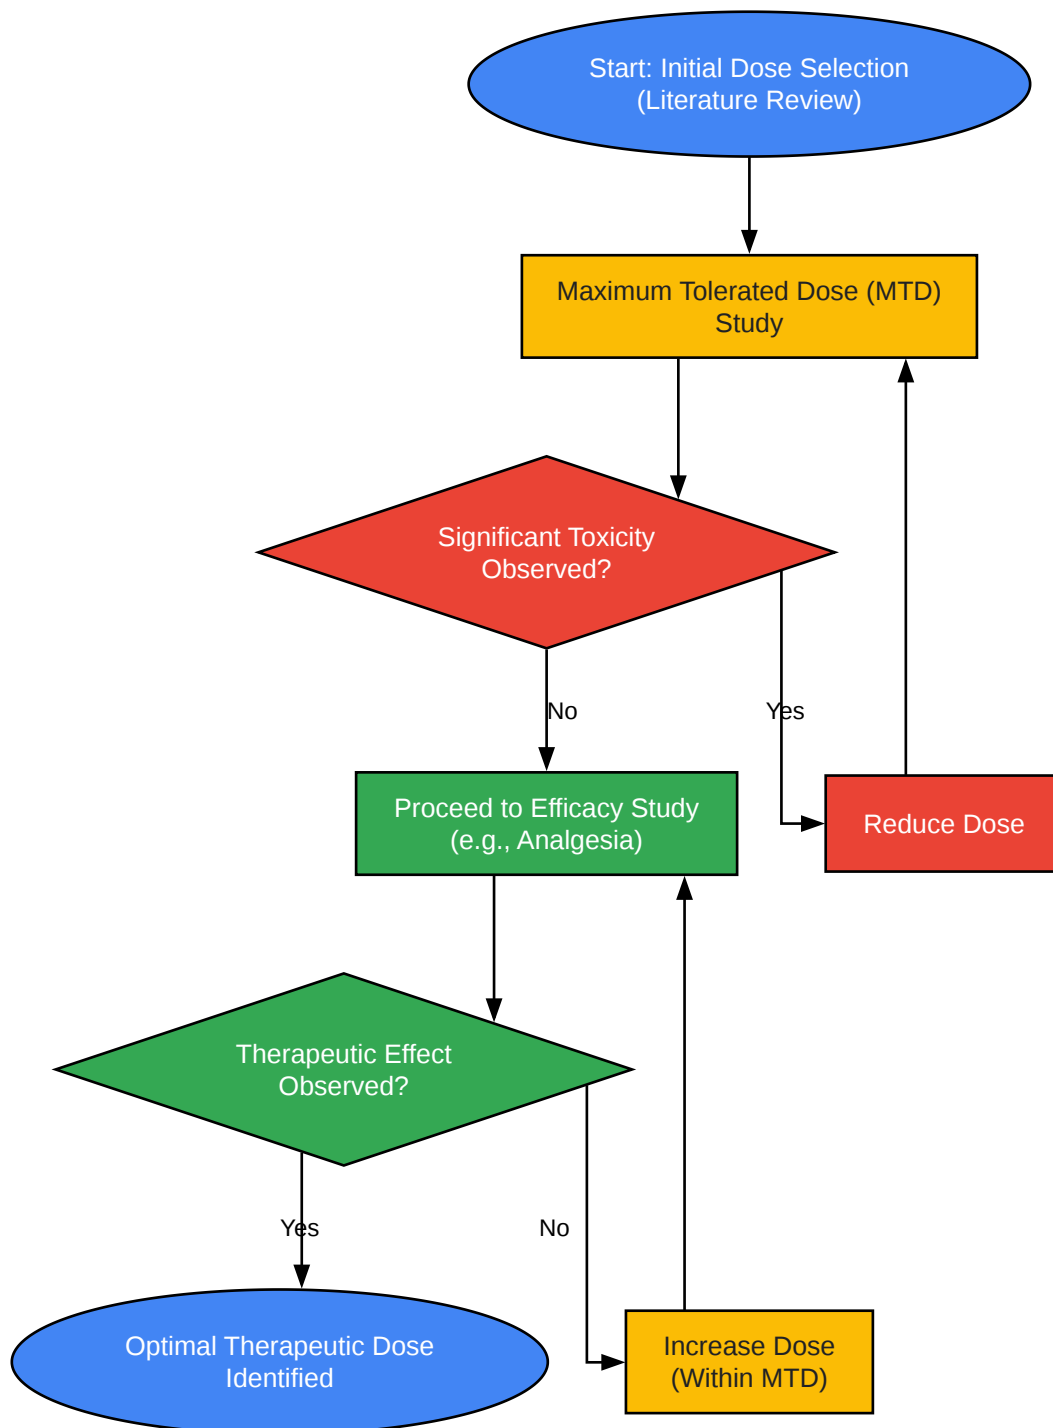 Start: Initial Dose Selection
(Literature Review)
Maximum Tolerated Dose (MTD)
Study
Significant Toxicity
Observed?
No
Yes
Proceed to Efficacy Study
(e.g., Analgesia)
Reduce Dose
Therapeutic Effect
Observed?
Yes
No
Optimal Therapeutic Dose
Identified
Increase Dose
(Within MTD)